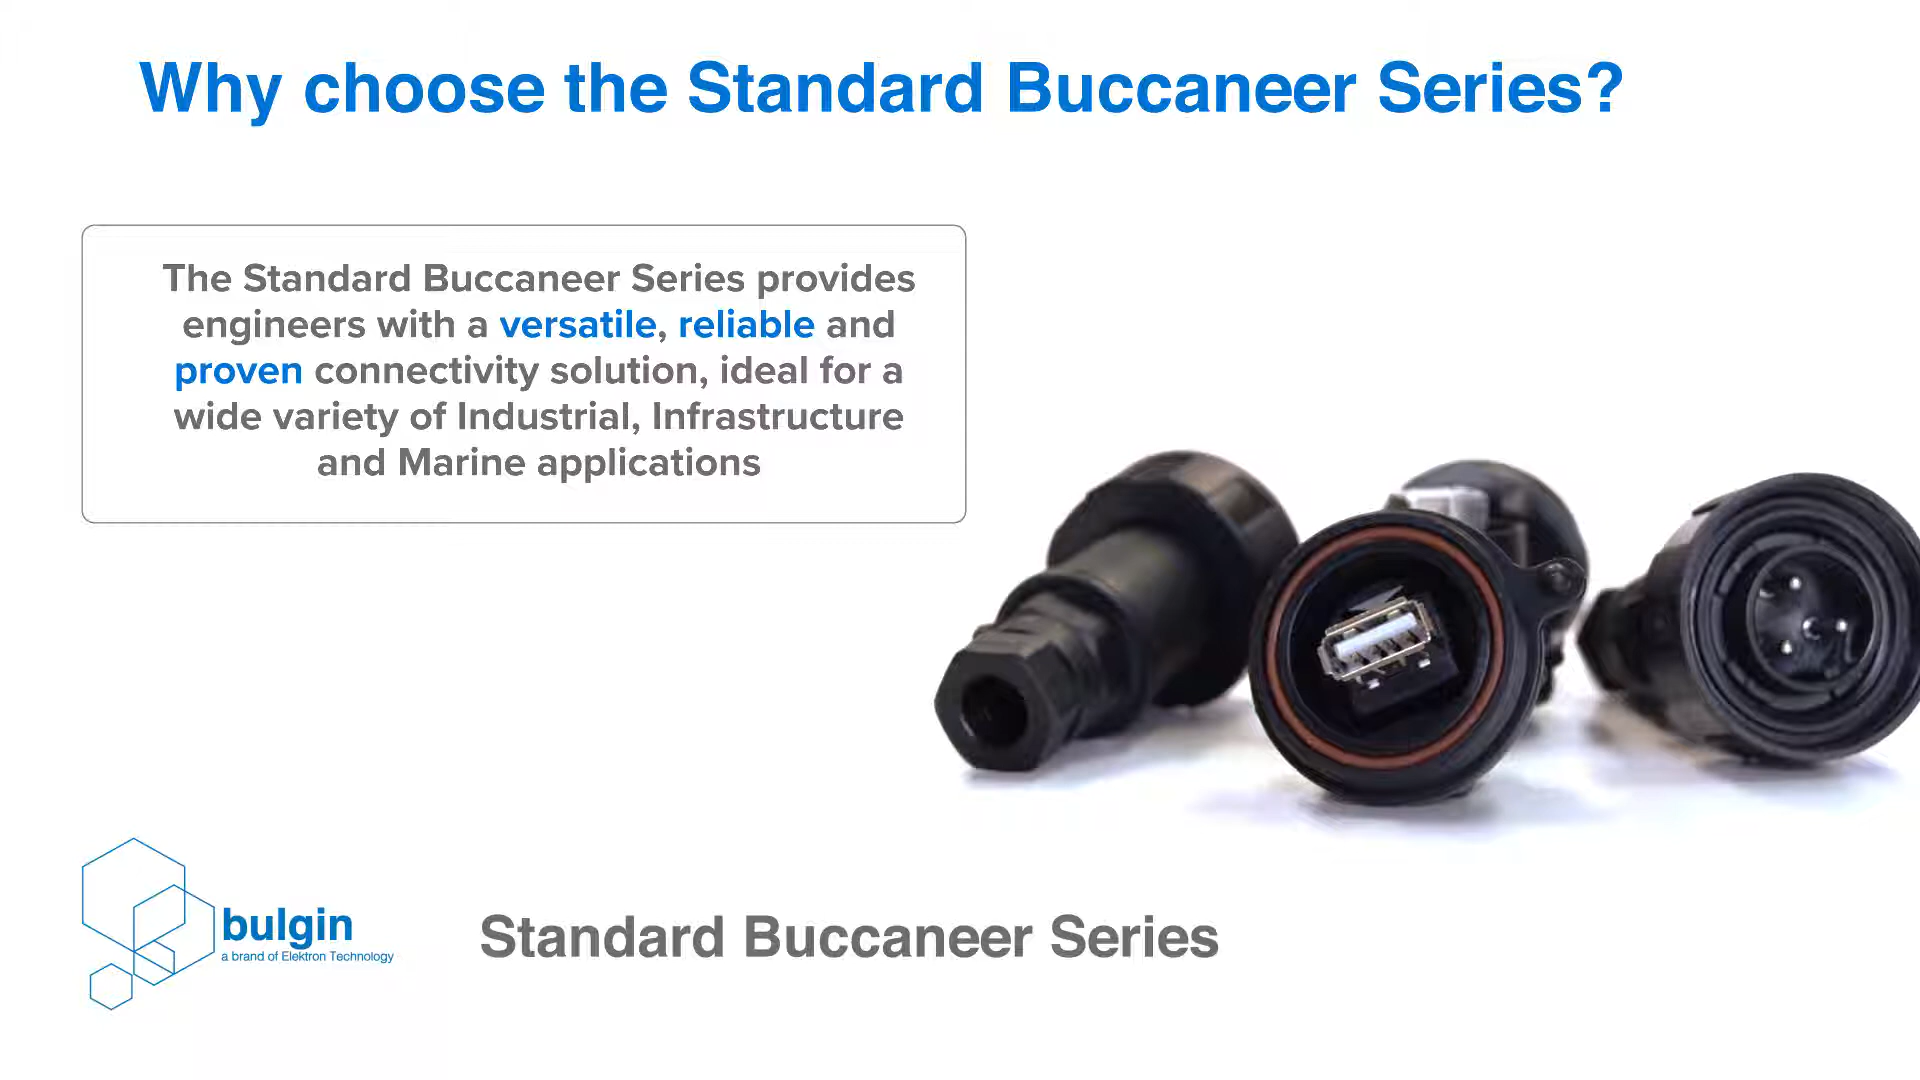 Why choose the Standard Buccaneer Series?
The Standard Buccaneer Series provides
engineers with a versatile, reliable and
proven connectivity solution, ideal for a
wide variety of Industrial, Infrastructure
and Marine applications
bulgin
a brand of Elektron Technology
Standard Buccaneer Series